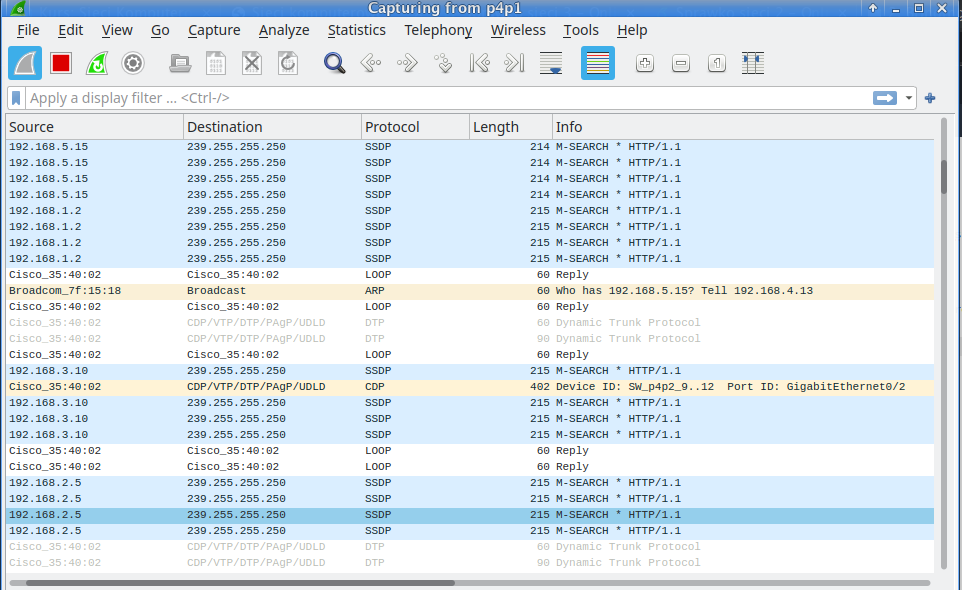 Capturing from p4p1
File Edit View Go Capture Analyze Statistics Telephony Wireless Tools Help
Apply a display filter ... <Ctrl-/>
Source Destination Protocol Length Info
192.168.5.15 239.255.255.250 SSDP 214 M-SEARCH * HTTP/1.1
192.168.5.15 239.255.255.250 SSDP 214 M-SEARCH * HTTP/1.1
192.168.5.15 239.255.255.250 SSDP 214 M-SEARCH * HTTP/1.1
192.168.5.15 239.255.255.250 SSDP 214 M-SEARCH * HTTP/1.1
192.168.1.2 239.255.255.250 SSDP 215 M-SEARCH * HTTP/1.1
192.168.1.2 239.255.255.250 SSDP 215 M-SEARCH * HTTP/1.1
192.168.1.2 239.255.255.250 SSDP 215 M-SEARCH * HTTP/1.1
192.168.1.2 239.255.255.250 SSDP 215 M-SEARCH * HTTP/1.1
Cisco_35:40:02 Cisco_35:40:02 LOOP 60 Reply
Broadcom_7f:15:18 Broadcast ARP 60 Who has 192.168.5.15? Tell 192.168.4.13
Cisco_35:40:02 Cisco_35:40:02 LOOP 60 Reply
Cisco_35:40:02 CDP/VTP/DTP/PAgP/UDLD DTP 60 Dynamic Trunk Protocol
Cisco_35:40:02 CDP/VTP/DTP/PAgP/UDLD DTP 90 Dynamic Trunk Protocol
Cisco_35:40:02 Cisco_35:40:02 LOOP 60 Reply
192.168.3.10 239.255.255.250 SSDP 215 M-SEARCH * HTTP/1.1
Cisco_35:40:02 CDP/VTP/DTP/PAgP/UDLD CDP 402 Device ID: SW_p4p2_9..12 Port ID: GigabitEthernet0/2
192.168.3.10 239.255.255.250 SSDP 215 M-SEARCH * HTTP/1.1
192.168.3.10 239.255.255.250 SSDP 215 M-SEARCH * HTTP/1.1
192.168.3.10 239.255.255.250 SSDP 215 M-SEARCH * HTTP/1.1
Cisco_35:40:02 Cisco_35:40:02 LOOP 60 Reply
Cisco_35:40:02 Cisco_35:40:02 LOOP 60 Reply
192.168.2.5 239.255.255.250 SSDP 215 M-SEARCH * HTTP/1.1
192.168.2.5 239.255.255.250 SSDP 215 M-SEARCH * HTTP/1.1
192.168.2.5 239.255.255.250 SSDP 215 M-SEARCH * HTTP/1.1
192.168.2.5 239.255.255.250 SSDP 215 M-SEARCH * HTTP/1.1
Cisco_35:40:02 CDP/VTP/DTP/PAgP/UDLD DTP 60 Dynamic Trunk Protocol
Cisco_35:40:02 CDP/VTP/DTP/PAgP/UDLD DTP 90 Dynamic Trunk Protocol